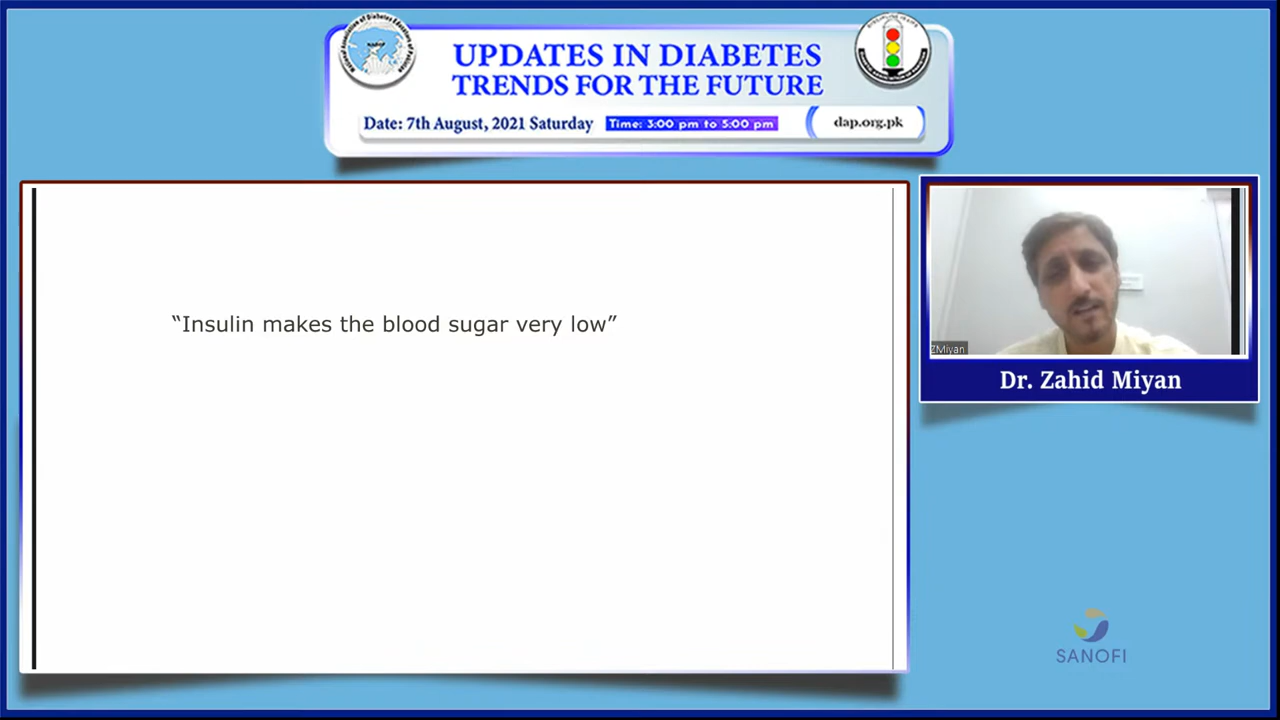 UPDATES IN DIABETES
TRENDS FOR THE FUTURE
Date: 7th August, 2021 Saturday
Time: 3:00 pm to 5:00 pm
dap.org.pk
“Insulin makes the blood sugar very low”
ZMiyan
Dr. Zahid Miyan
SANOFI